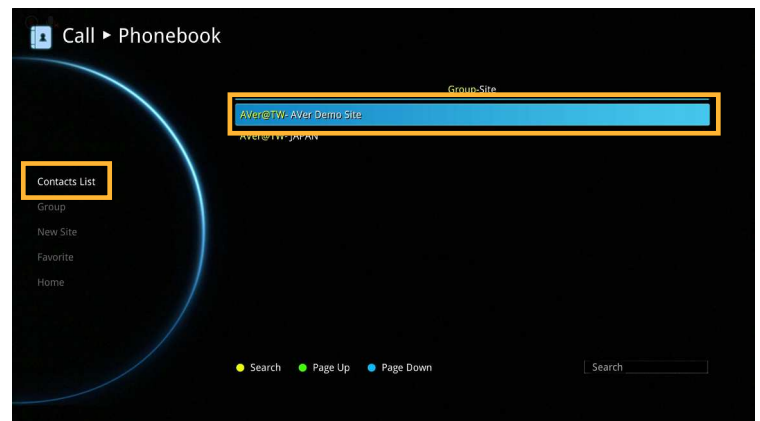 Call ▸ Phonebook
Group-Site
AVer@TW- AVer Demo Site
AVer@TW- JAPAN
Contacts List
Group
New Site
Favorite
Home
Search
Page Up
Page Down
Search